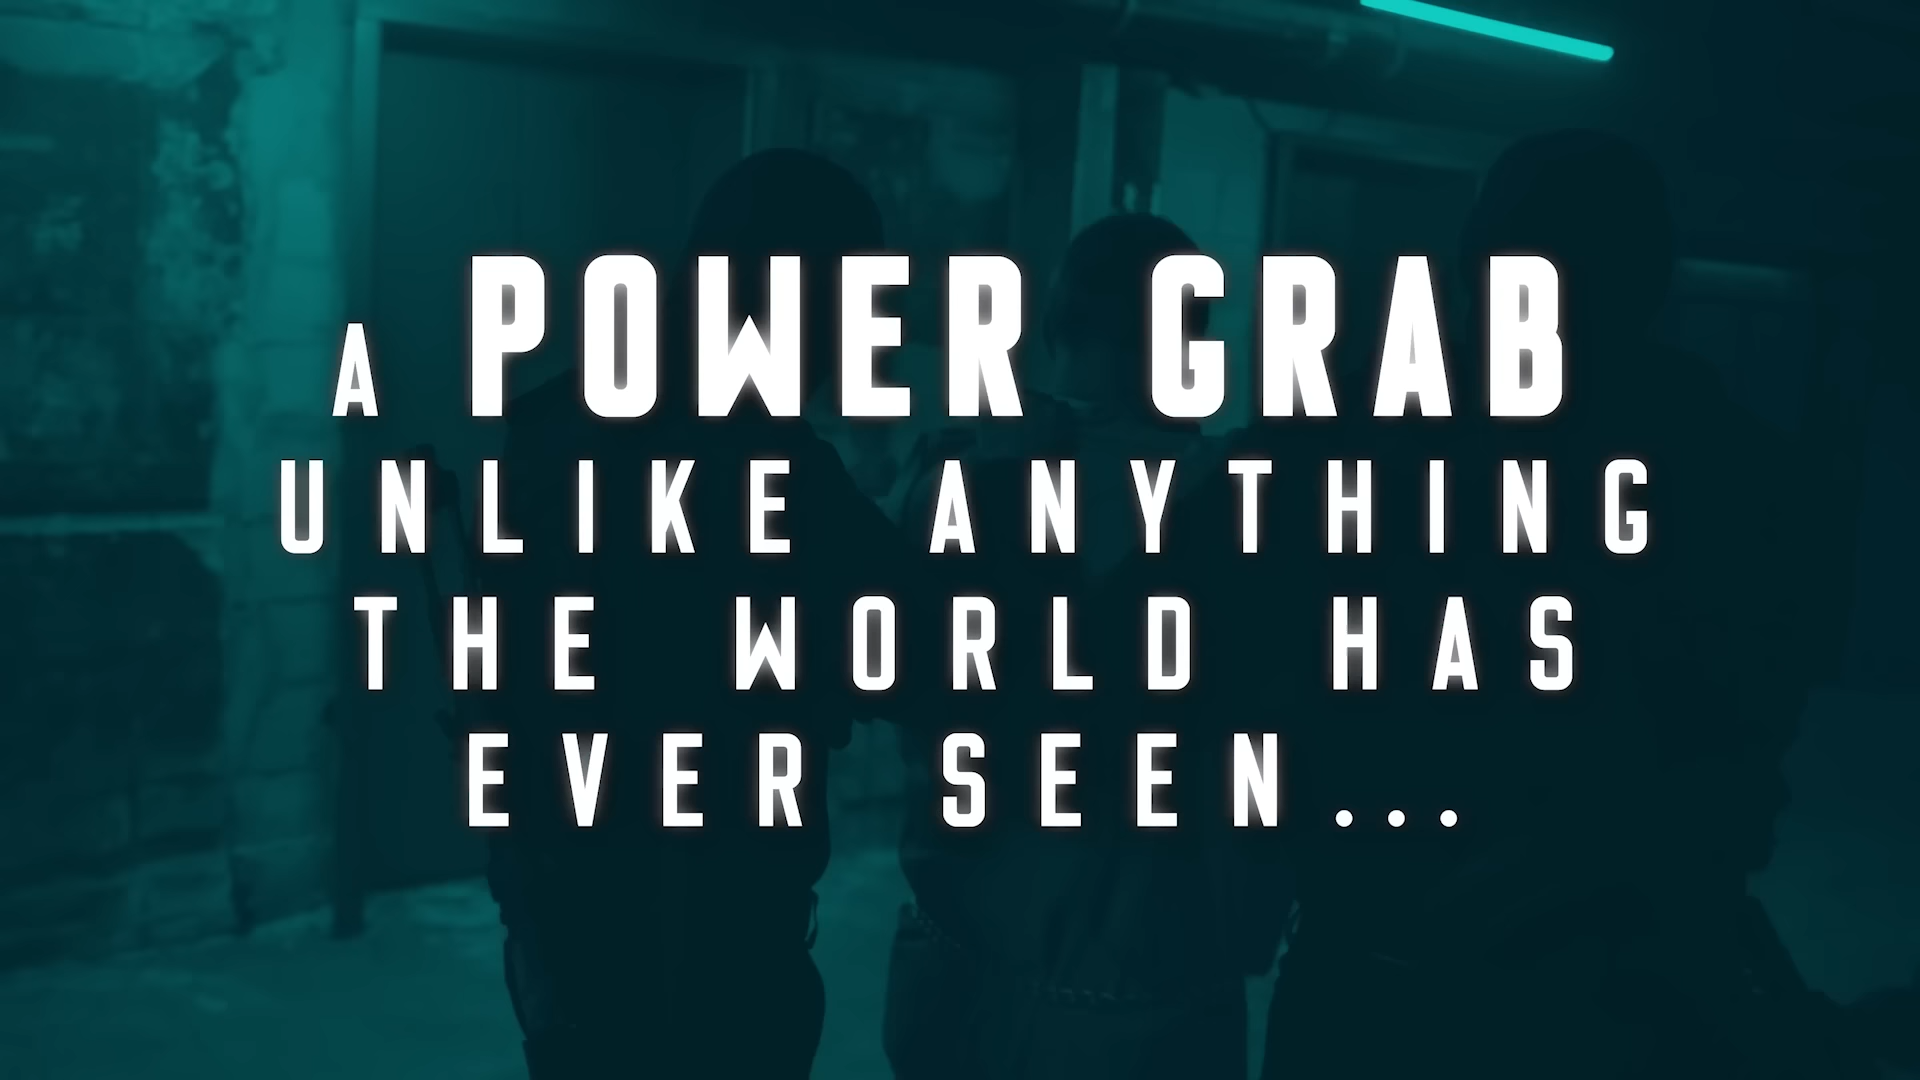 A POWER GRAB
UNLIKE ANYTHING
THE WORLD HAS
EVER SEEN...